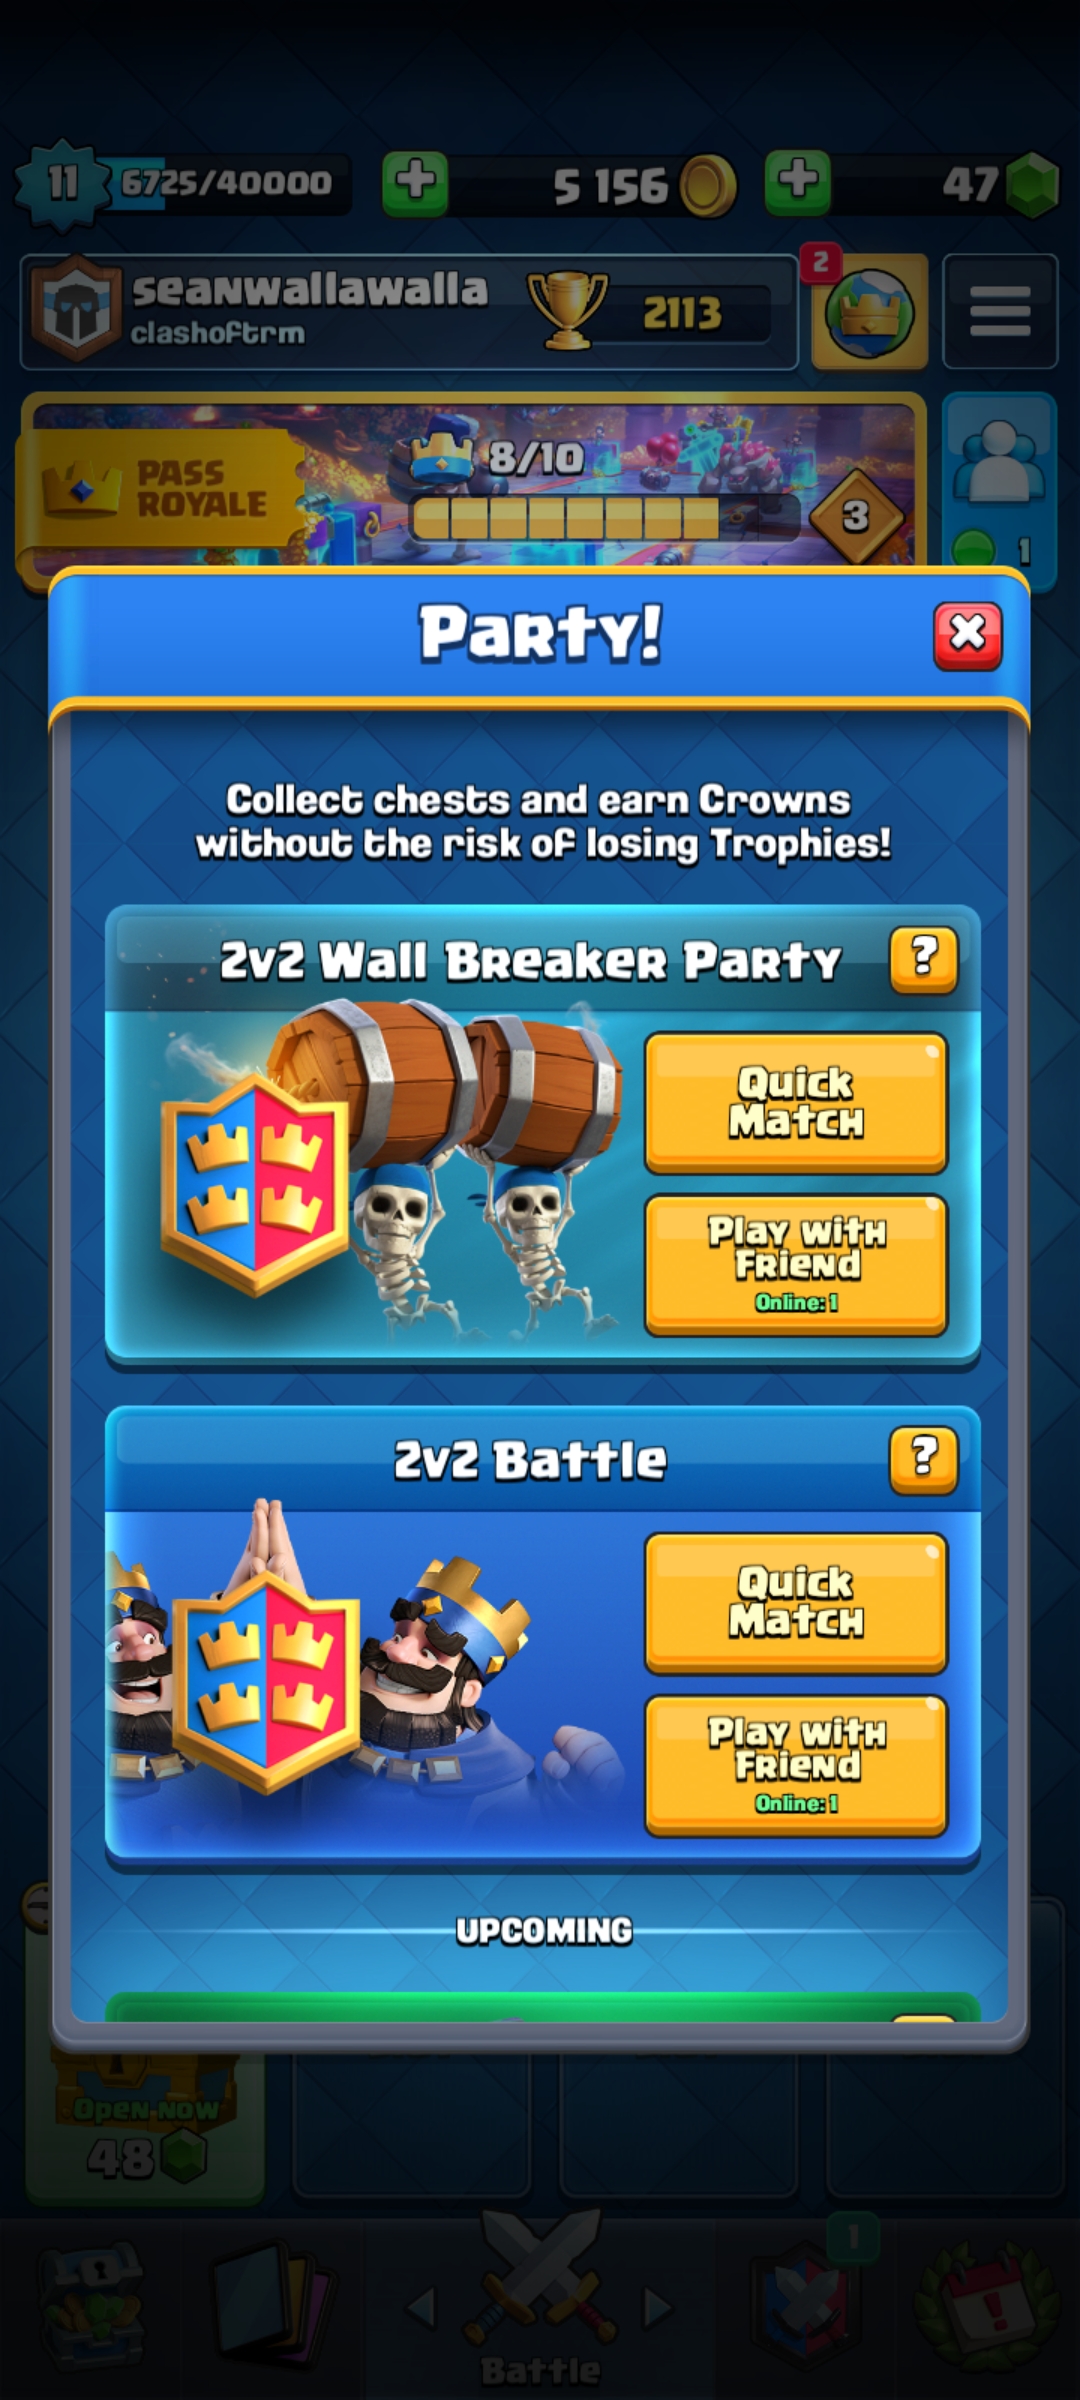 11 6725/40000 5 156 47
seanwallawalla 2113 2
clashoftrm
PASS
ROYALE
8/10
3
1
Party!
Collect chests and earn Crowns
without the risk of losing Trophies!
2v2 Wall Breaker Party ?
Quick
Match
Play with
Friend
Online: 1
2v2 Battle ?
Quick
Match
Play with
Friend
Online: 1
UPCOMING
Open now
48
1
Battle